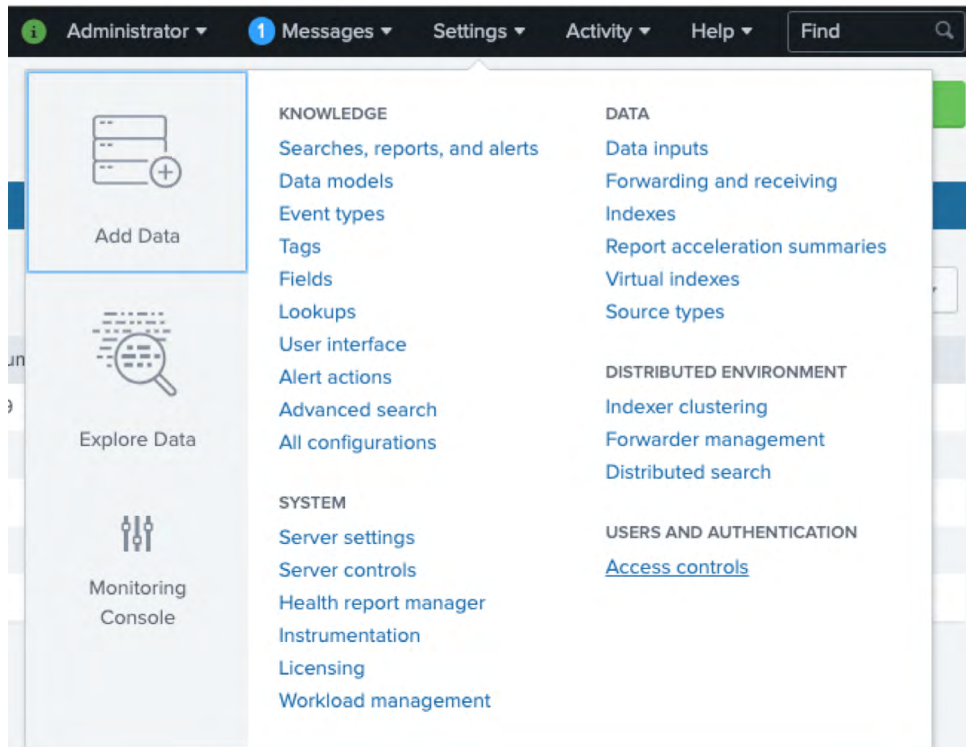 i Administrator ▾ 1 Messages ▾ Settings ▾ Activity ▾ Help ▾ Find
Add Data
Explore Data
Monitoring
Console
KNOWLEDGE
Searches, reports, and alerts
Data models
Event types
Tags
Fields
Lookups
User interface
Alert actions
Advanced search
All configurations
SYSTEM
Server settings
Server controls
Health report manager
Instrumentation
Licensing
Workload management
DATA
Data inputs
Forwarding and receiving
Indexes
Report acceleration summaries
Virtual indexes
Source types
DISTRIBUTED ENVIRONMENT
Indexer clustering
Forwarder management
Distributed search
USERS AND AUTHENTICATION
Access controls